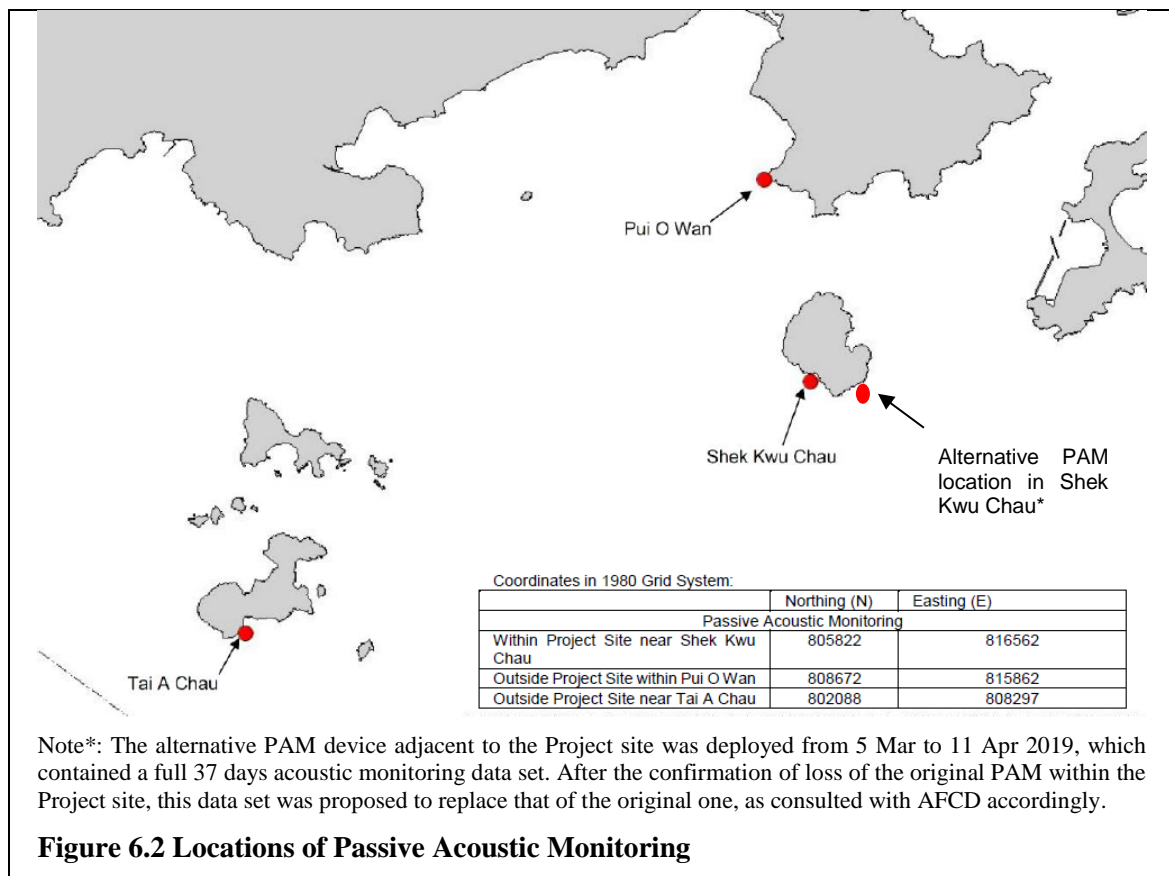 Pui O Wan
Shek Kwu Chau
Alternative PAM
location in Shek
Kwu Chau*
Tai A Chau
Coordinates in 1980 Grid System:
Northing (N) Easting (E)
Passive Acoustic Monitoring
Within Project Site near Shek Kwu
Chau 805822 816562
Outside Project Site within Pui O Wan 808672 815862
Outside Project Site near Tai A Chau 802088 808297
Note*: The alternative PAM device adjacent to the Project site was deployed from 5 Mar to 11 Apr 2019, which
contained a full 37 days acoustic monitoring data set. After the confirmation of loss of the original PAM within the
Project site, this data set was proposed to replace that of the original one, as consulted with AFCD accordingly.
Figure 6.2 Locations of Passive Acoustic Monitoring